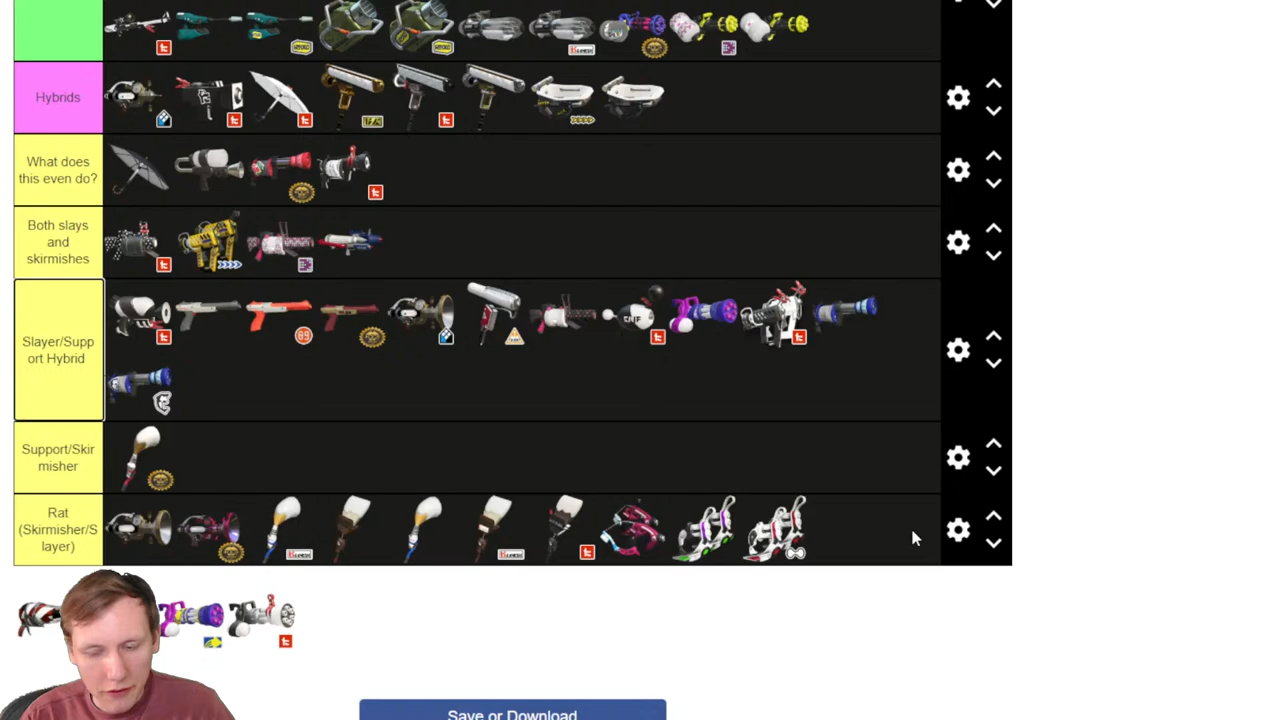 Hybrids
What does
this even do?
Both slays
and
skirmishes
Slayer/Supp
ort Hybrid
Support/Skir
misher
Rat
(Skirmisher/S
layer)
Save or Download